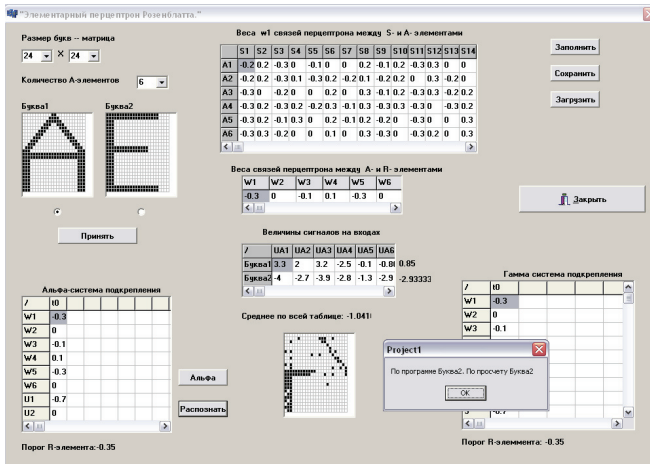 "Элементарный перцептрон Розенблатта."
Размер букв -- матрица
24 X 24
Количество А-элементов 6
Буква1 Буква2
Принять
Веса w1 связей перцептрона между S- и A- элементами
S1 S2 S3 S4 S5 S6 S7 S8 S9 S10 S11 S12 S13 S14
A1 -0.2 0.2 -0.3 0 -0.1 0 0 0.2 -0.1 0.2 -0.3 0.3 0 0
A2 -0.2 0.2 -0.3 0.1 -0.3 0.2 -0.2 0.1 -0.2 0.2 0 0.3 -0.2 0
A3 -0.3 0 -0.2 0 0 0.2 0 0.3 -0.1 0.2 -0.3 0.2 -0.3 0
A4 -0.3 0.2 -0.3 0.2 -0.2 0.3 -0.1 0.3 -0.3 0.2 -0.3 0 -0.3 0.2
A5 -0.3 0.2 -0.1 0.3 0 0.2 -0.1 0.2 -0.2 0 -0.3 0 0 0.3
A6 -0.3 0.3 -0.2 0 0 0.1 0 0.3 -0.3 0 -0.3 0.2 0 0.3
Заполнить
Сохранить
Загрузить
Веса связей перцептрона между A- и R- элементами
W1 W2 W3 W4 W5 W6
-0.3 0 -0.1 0.1 -0.3 0
Закрыть
Величины сигналов на входах
/ UA1 UA2 UA3 UA4 UA5 UA6
Буква1 3.3 2 3.2 -2.5 -0.1 0.85
Буква2 -4 -2.7 -3.9 -2.8 -1.3 -2.9 -2.93333
Среднее по всей таблице: -1.041
Альфа-система подкрепления
/ t0
W1 -0.3
W2 0
W3 -0.1
W4 0.1
W5 -0.3
W6 0
U1 -0.7
U2 0
Альфа
Распознать
Порог R-элемента:-0.35
Гамма система подкрепления
/ t0
W1 -0.3
W2 0
W3 -0.1
Project1
По программе Буква2. По просчету Буква2
OK
Порог R-элеммента: -0.35